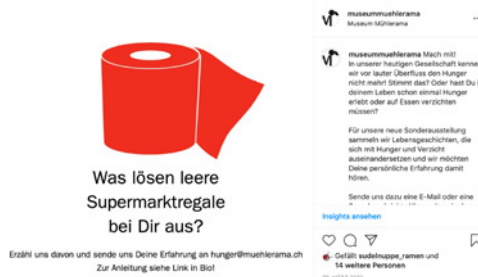 Was lösen leere
Supermarktregale
bei Dir aus?
Erzähl uns davon und sende uns Deine Erfahrung an hunger@muehlerama.ch
Zur Anleitung siehe Link in Bio!
museummuehlerama
Museum Mühlerama
museummuehlerama Mach mit!
In unserer heutigen Gesellschaft kenne
wir vor lauter Überfluss den Hunger
nicht mehr! Stimmt das? Oder hast Du i
deinem Leben schon einmal Hunger
erlebt oder auf Essen verzichten
müssen?
Für unsere neue Sonderausstellung
sammeln wir Lebensgeschichten, die
sich mit Hunger und Verzicht
auseinandersetzen und wir möchten
Deine persönliche Erfahrung damit
hören.
Sende uns dazu eine E-Mail oder eine
Insights ansehen
Gefällt sudelnuppe_ramen und
14 weitere Personen